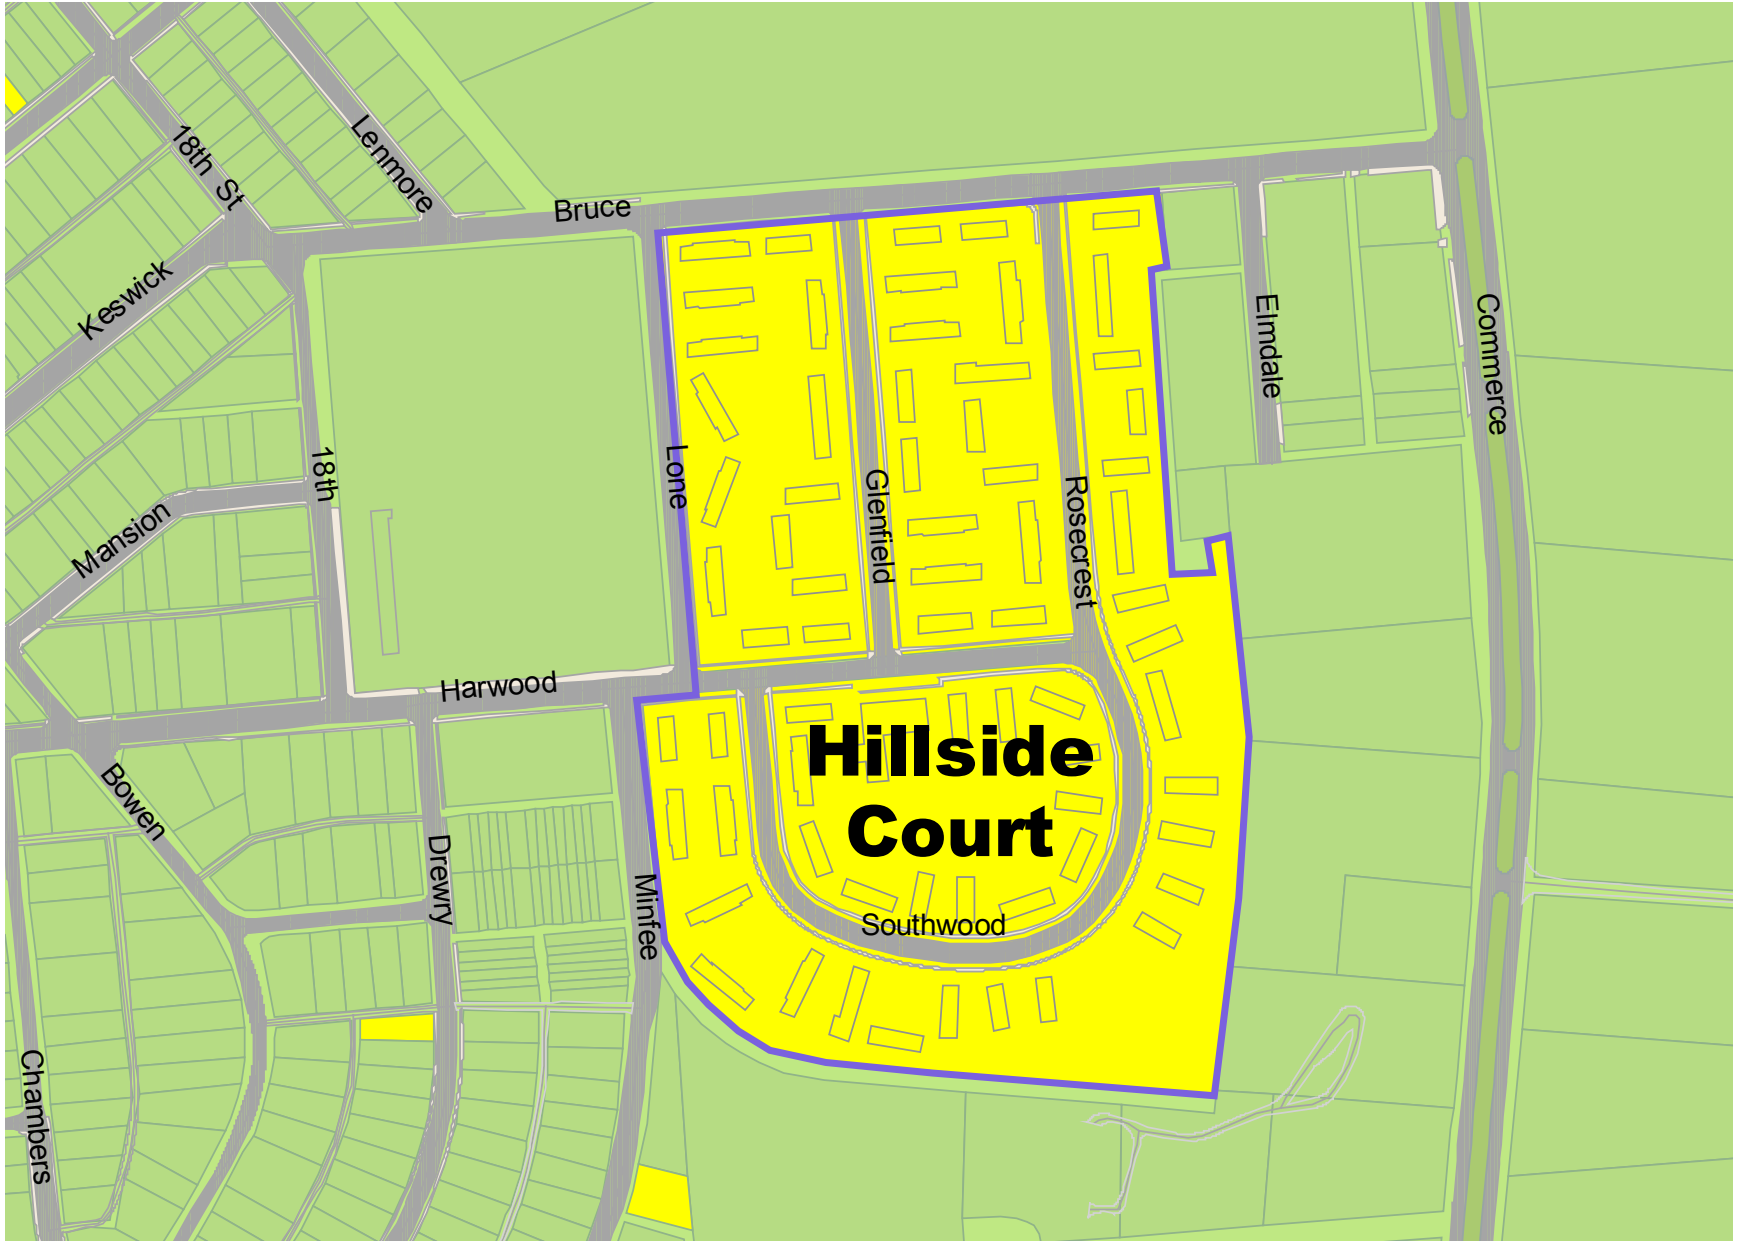 18th St
Lenmore
Bruce
Keswick
Elmdale
Commerce
18th
Lone
Glenfield
Rosecrest
Mansion
Harwood
Hillside
Court
Bowen
Drewry
Minfee
Southwood
Chambers